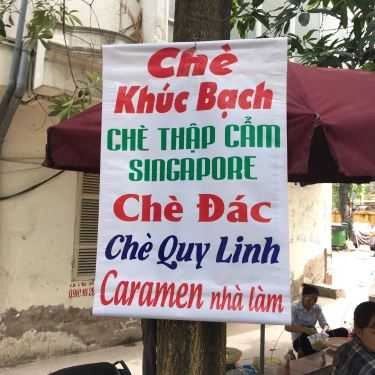 Chè
Khúc Bạch
CHÈ THẬP CẨM
SINGAPORE
Chè Đác
Chè Quy Linh
Caramen nhà làm